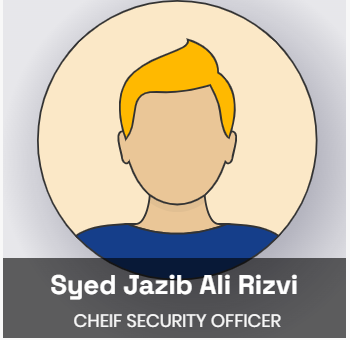 Syed Jazib Ali Rizvi
CHEIF SECURITY OFFICER